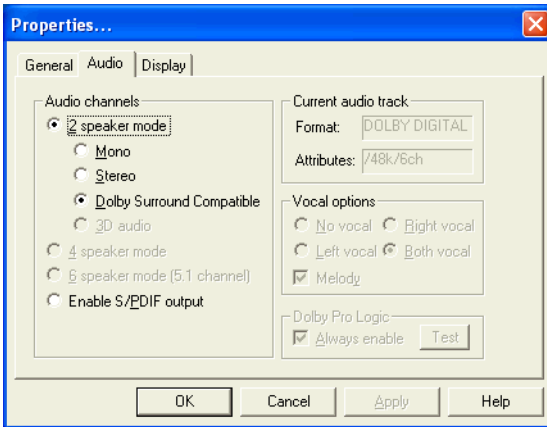 Properties...
General Audio Display
Audio channels
2 speaker mode
Mono
Stereo
Dolby Surround Compatible
3D audio
4 speaker mode
6 speaker mode (5.1 channel)
Enable S/PDIF output
Current audio track
Format: DOLBY DIGITAL
Attributes: /48k/6ch
Vocal options
No vocal Right vocal
Left vocal Both vocal
Melody
Dolby Pro Logic
Always enable Test
OK Cancel Apply Help